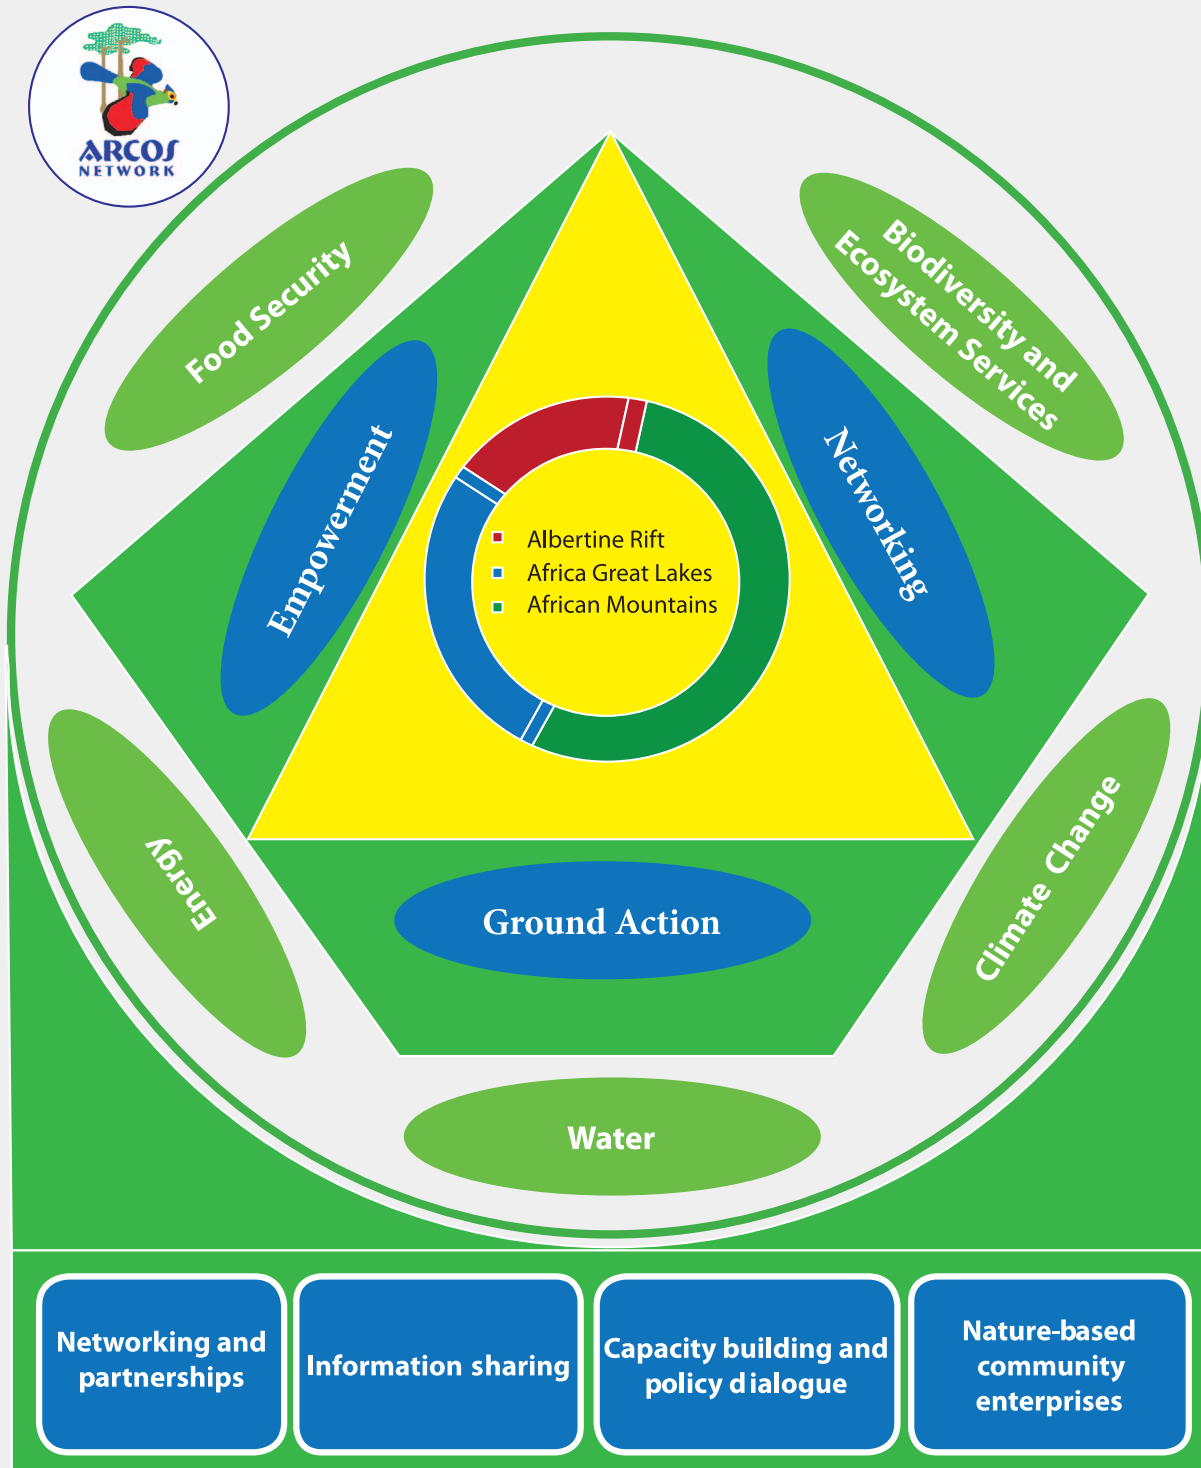 ARCOS
NETWORK
Food Security
Biodiversity and
Ecosystem Services
Empowerment
Networking
Albertine Rift
Africa Great Lakes
African Mountains
Energy
Climate Change
Ground Action
Water
Networking and
partnerships
Information sharing
Capacity building and
policy dialogue
Nature-based
community
enterprises